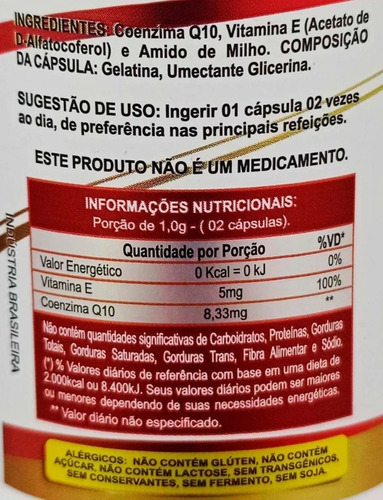 INGREDIENTES: Coenzima Q10, Vitamina E (Acetato de
D-Alfatocoferol) e Amido de Milho. COMPOSIÇÃO
DA CÁPSULA: Gelatina, Umectante Glicerina.
SUGESTÃO DE USO: Ingerir 01 cápsula 02 vezes
ao dia, de preferência nas principais refeições.
ESTE PRODUTO NÃO É UM MEDICAMENTO.
INFORMAÇÕES NUTRICIONAIS:
Porção de 1,0g - ( 02 cápsulas).
Quantidade por Porção %VD*
Valor Energético 0 Kcal = 0 kJ 0%
Vitamina E 5mg 100%
Coenzima Q10 8,33mg **
Não contém quantidades significativas de Carboidratos, Proteínas, Gorduras
Totais, Gorduras Saturadas, Gorduras Trans, Fibra Alimentar e Sódio.
(*) % Valores diários de referência com base em uma dieta de
2.000kcal ou 8.400kJ. Seus valores diários podem ser maiores
ou menores dependendo de suas necessidades energéticas.
** Valor diário não especificado.
ALÉRGICOS: NÃO CONTÉM GLÚTEN, NÃO CONTÉM
AÇÚCAR, NÃO CONTÉM LACTOSE, SEM TRANSGÊNICOS,
SEM CONSERVANTES, SEM FERMENTO, SEM SOJA.
INDÚSTRIA BRASILEIRA